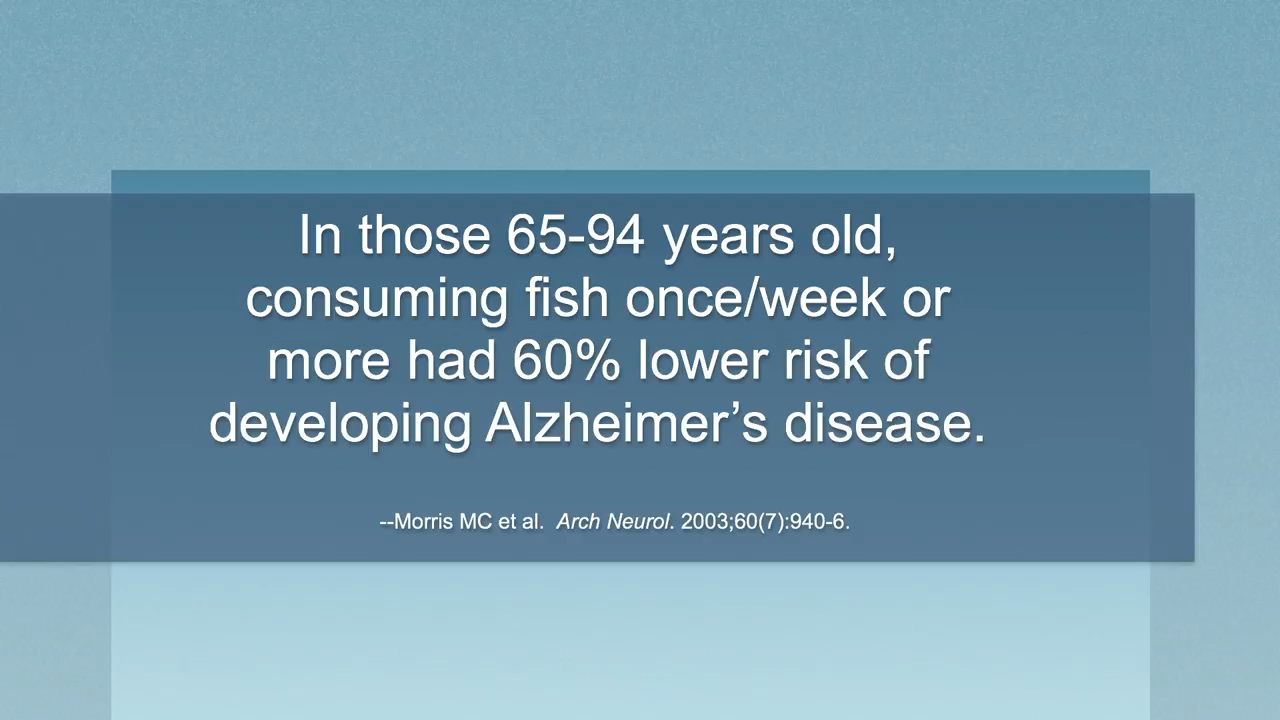 In those 65-94 years old,
consuming fish once/week or
more had 60% lower risk of
developing Alzheimer’s disease.
--Morris MC et al.  Arch Neurol. 2003;60(7):940-6.